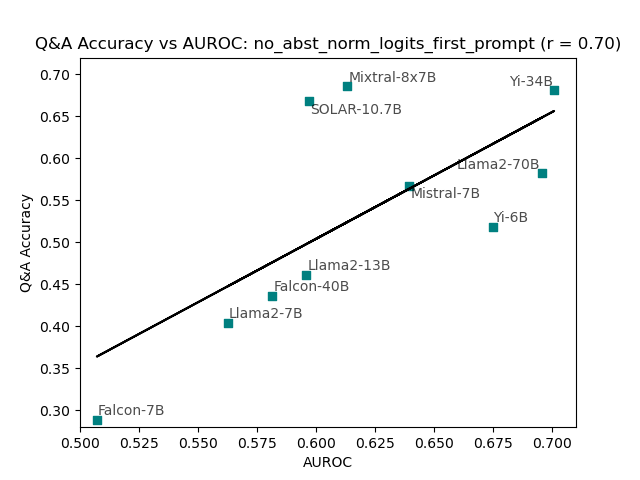 Q&A Accuracy vs AUROC: no_abst_norm_logits_first_prompt (r = 0.70)
0.70
0.65
0.60
0.55
0.50
0.45
0.40
0.35
0.30
Q&A Accuracy
Mixtral-8x7B
Yi-34B
SOLAR-10.7B
Llama2-70B
Mistral-7B
Yi-6B
Llama2-13B
Falcon-40B
Llama2-7B
Falcon-7B
0.500
0.525
0.550
0.575
0.600
0.625
0.650
0.675
0.700
AUROC